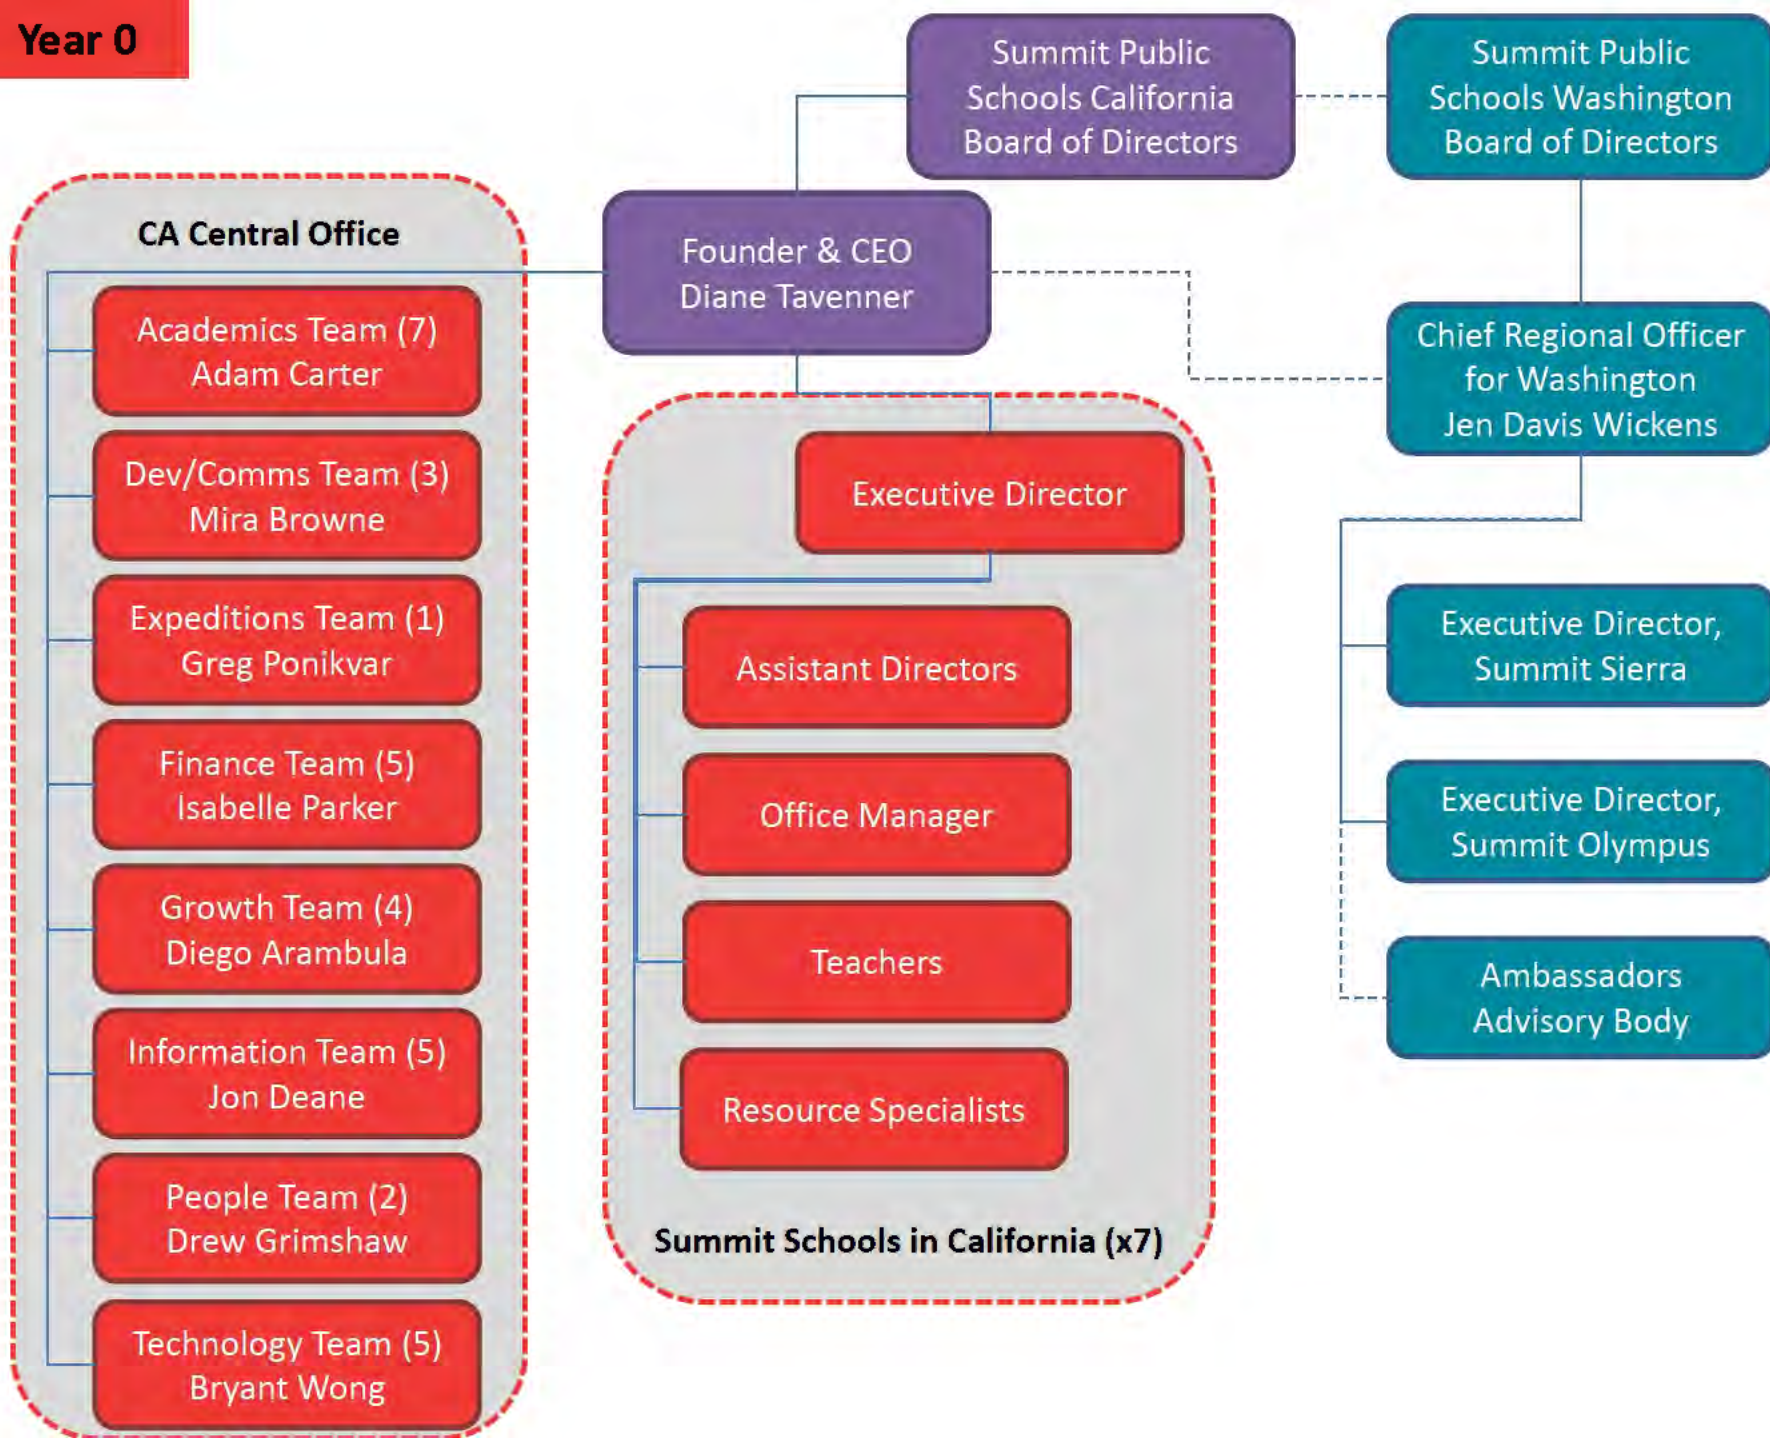 Year 0
Summit Public
Schools California
Board of Directors
Summit Public
Schools Washington
Board of Directors
CA Central Office
Founder & CEO
Diane Tavenner
Chief Regional Officer
for Washington
Jen Davis Wickens
Academics Team (7)
Adam Carter
Dev/Comms Team (3)
Mira Browne
Expeditions Team (1)
Greg Ponikvar
Finance Team (5)
Isabelle Parker
Growth Team (4)
Diego Arambula
Information Team (5)
Jon Deane
People Team (2)
Drew Grimshaw
Technology Team (5)
Bryant Wong
Executive Director
Assistant Directors
Office Manager
Teachers
Resource Specialists
Summit Schools in California (x7)
Executive Director,
Summit Sierra
Executive Director,
Summit Olympus
Ambassadors
Advisory Body